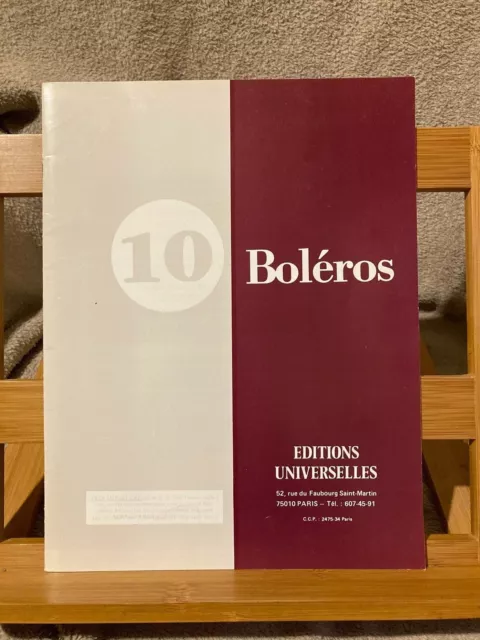 10 Boléros
EDITIONS
UNIVERSELLES
52, rue du Faubourg Saint-Martin
75010 PARIS – Tél. : 607-45-91
C.C.P. : 2475-34 Paris